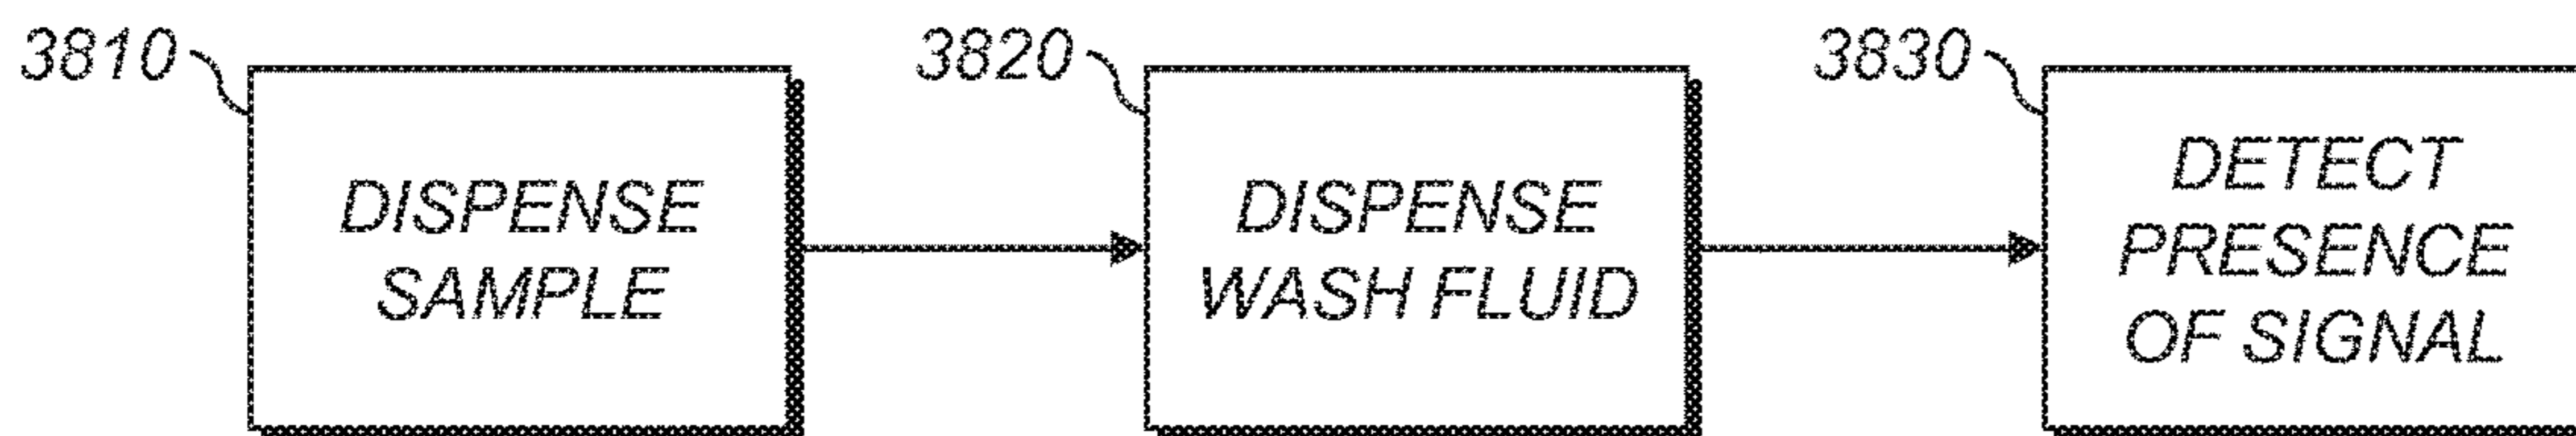 3810
DISPENSE
SAMPLE
3820
DISPENSE
WASH FLUID
3830
DETECT
PRESENCE
OF SIGNAL